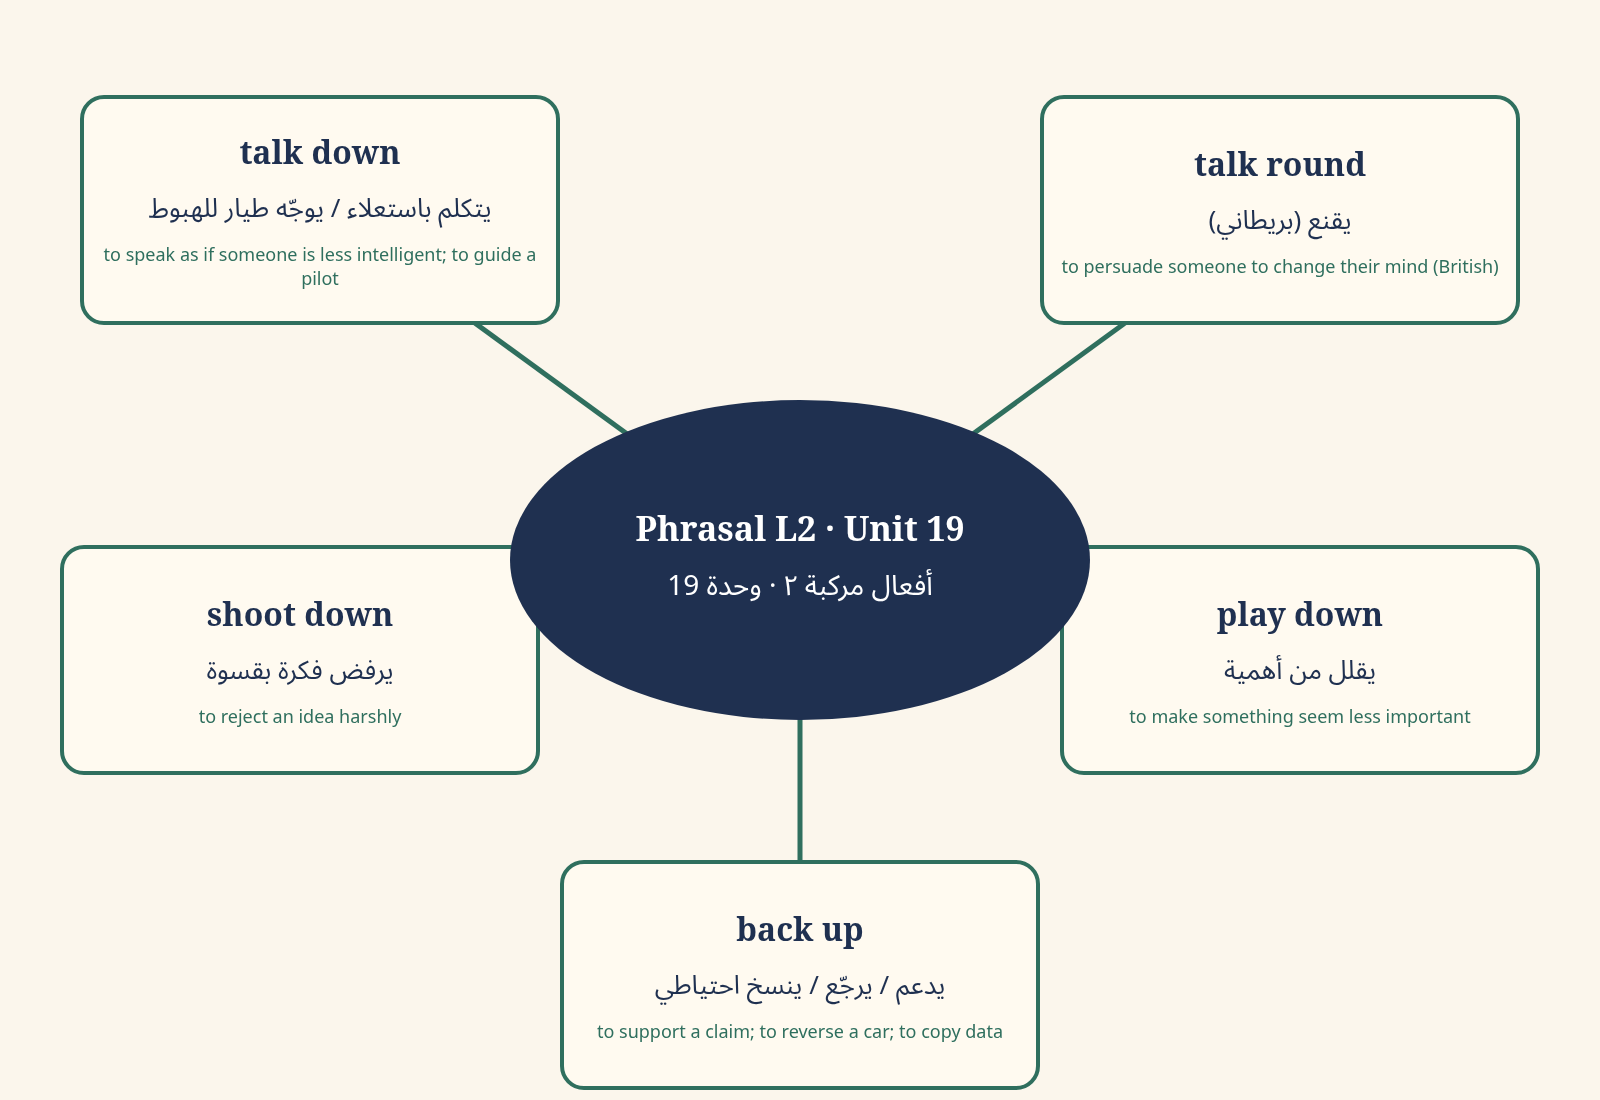 talk down
يتكلم باستعلاء / يوجّه طيار للهبوط
to speak as if someone is less intelligent; to guide a
pilot
talk round
يقنع (بريطاني)
to persuade someone to change their mind (British)
Phrasal L2 · Unit 19
أفعال مركبة ٢ · وحدة 19
shoot down
يرفض فكرة بقسوة
to reject an idea harshly
play down
يقلل من أهمية
to make something seem less important
back up
يدعم / يرجّع / ينسخ احتياطي
to support a claim; to reverse a car; to copy data